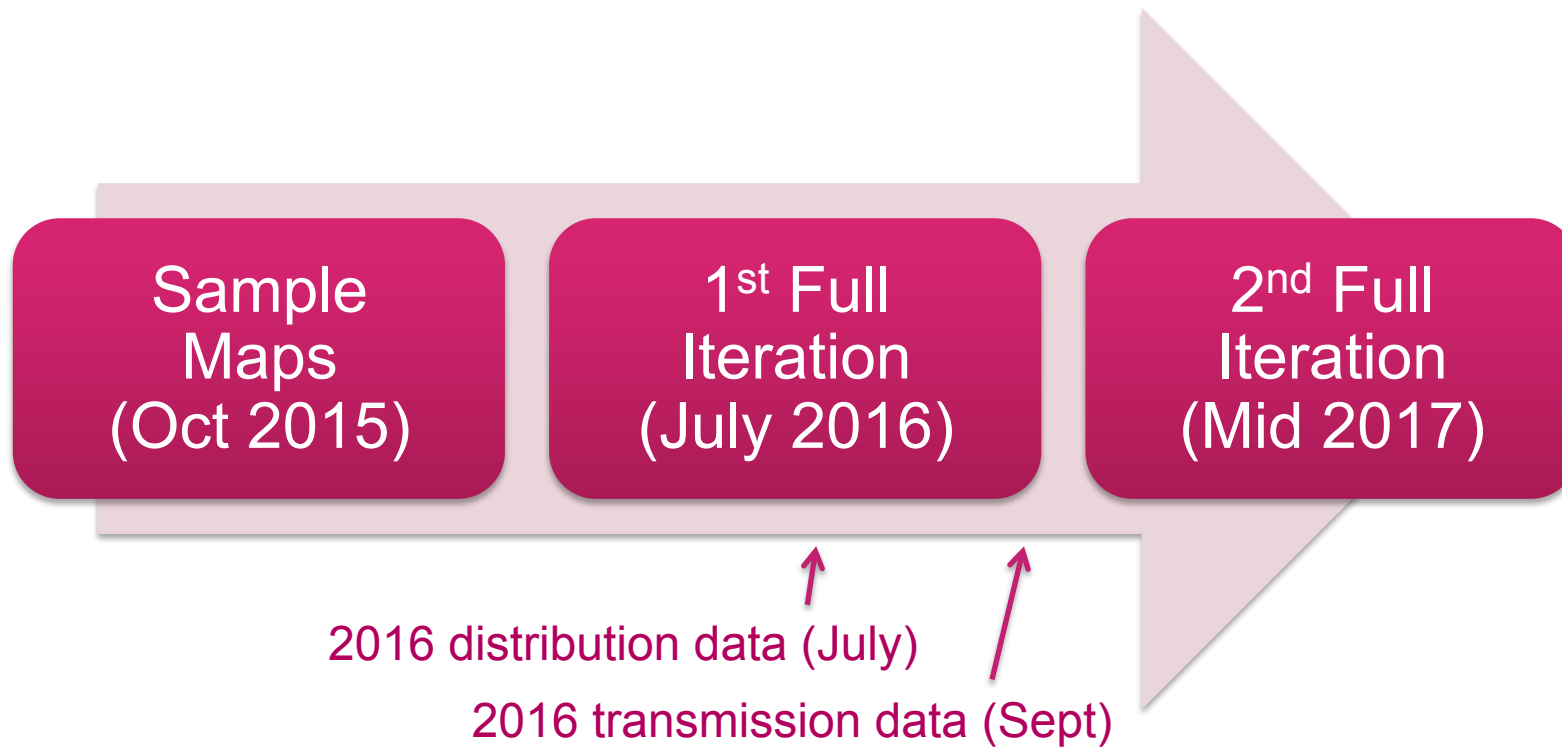 Sample
Maps
(Oct 2015)
1st Full
Iteration
(July 2016)
2nd Full
Iteration
(Mid 2017)
2016 distribution data (July)
2016 transmission data (Sept)